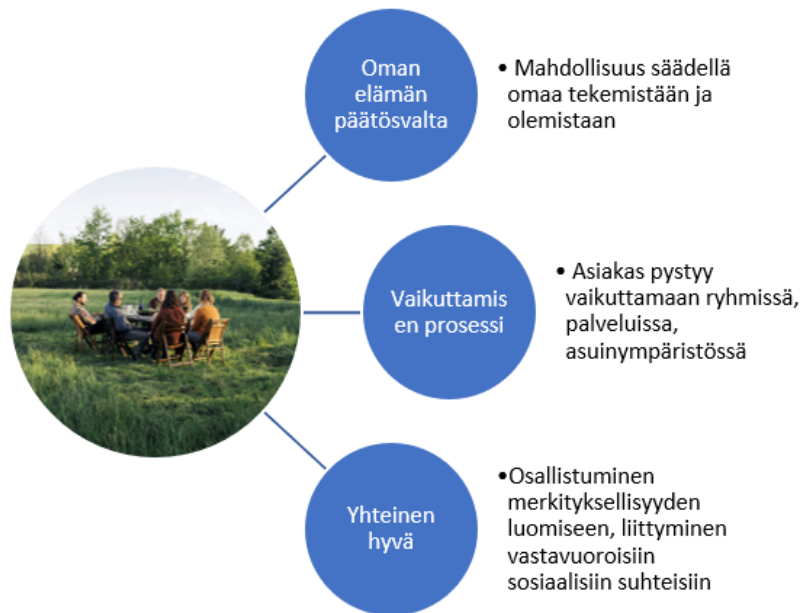 Oman
elämän
päätösvalta
• Mahdollisuus säädellä
omaa tekemistään ja
olemistaan
Vaikuttamis
en prosessi
• Asiakas pystyy
vaikuttamaan ryhmissä,
palveluissa,
asuinympäristössä
Yhteinen
hyvä
•Osallistuminen
merkityksellisyyden
luomiseen, liittyminen
vastavuoroisiin
sosiaalisiin suhteisiin